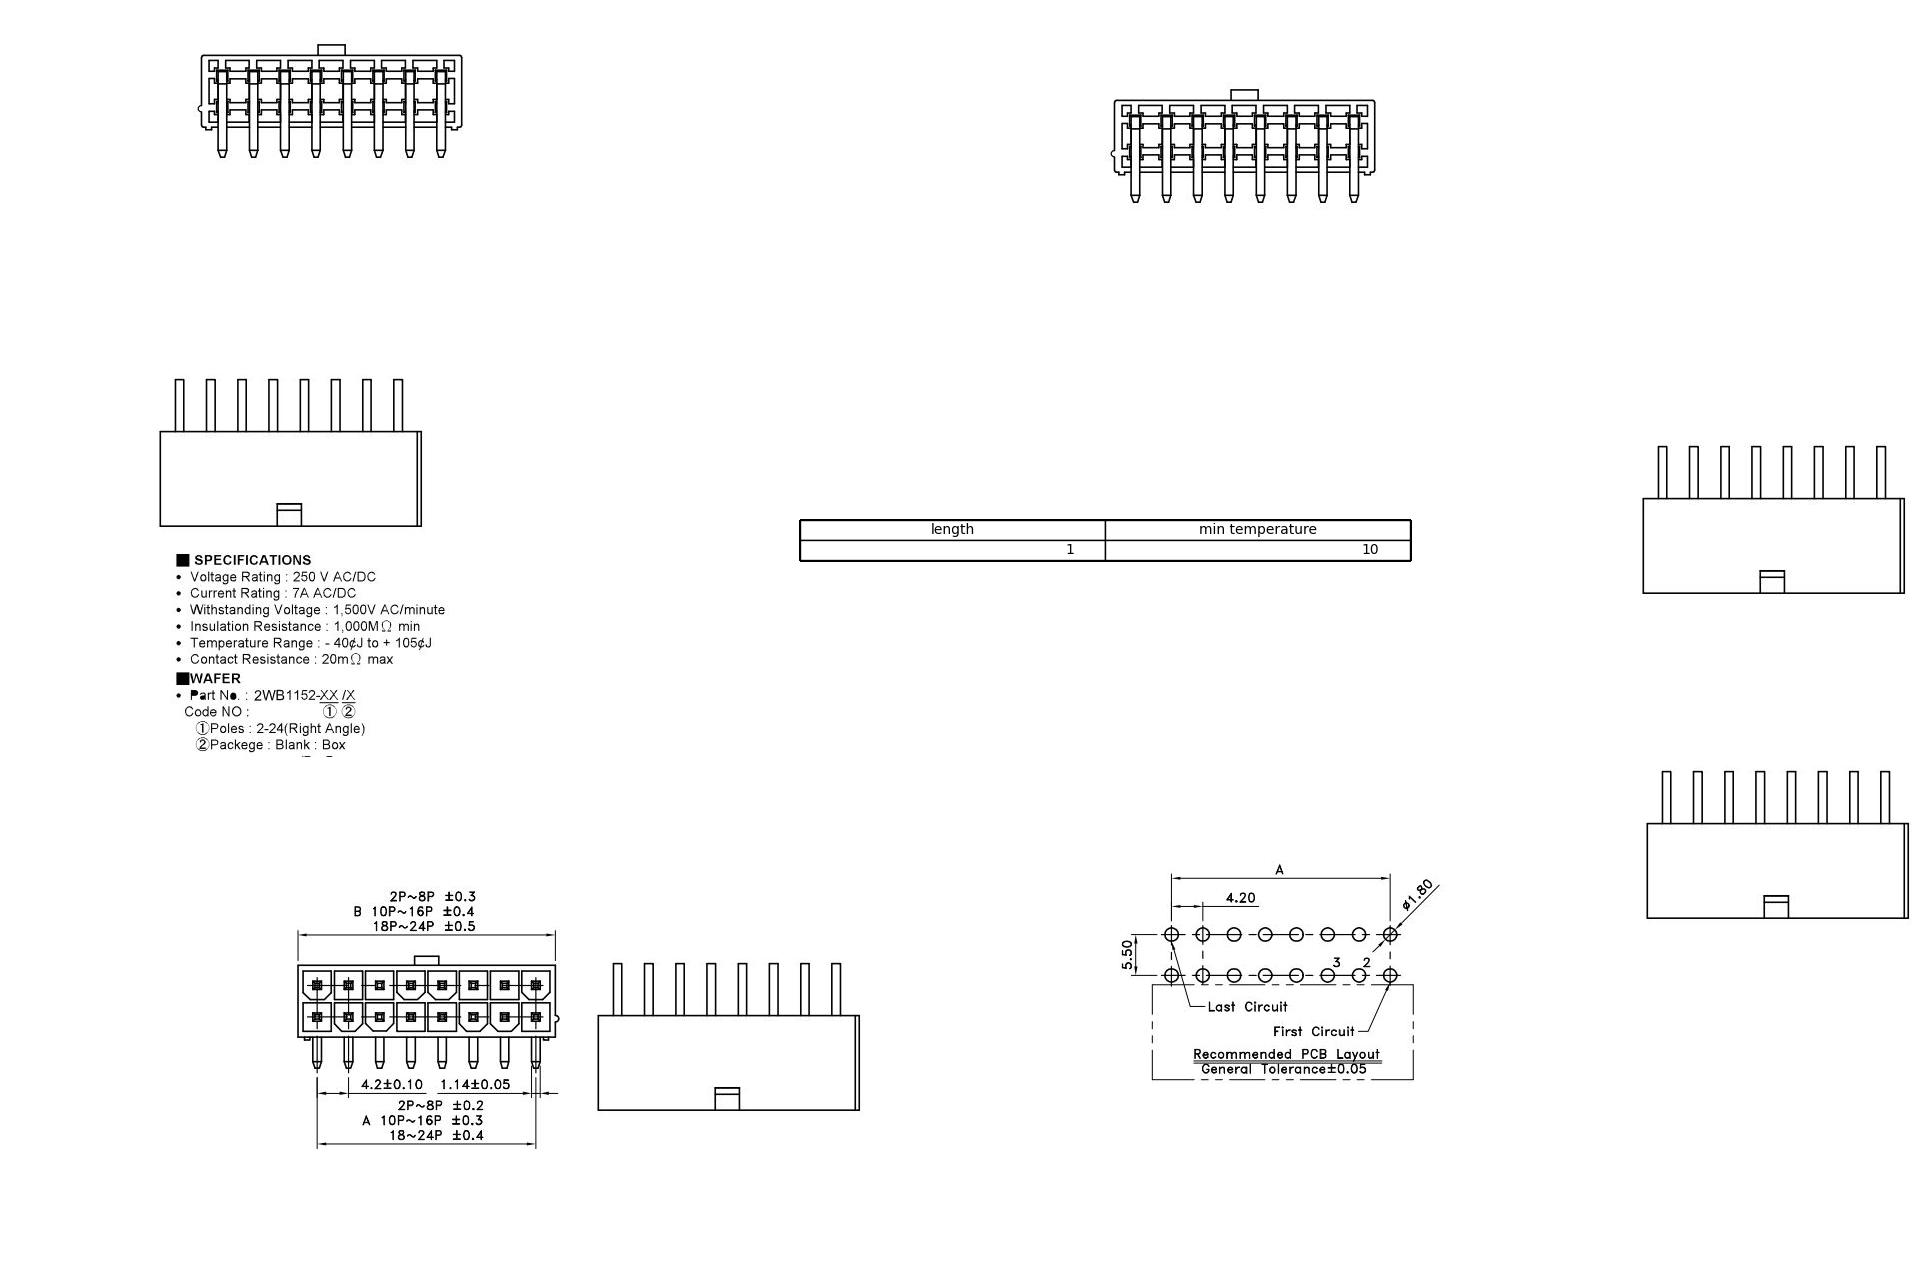 length min temperature
1 10
■ SPECIFICATIONS
• Voltage Rating : 250 V AC/DC
• Current Rating : 7A AC/DC
• Withstanding Voltage : 1,500V AC/minute
• Insulation Resistance : 1,000MΩ min
• Temperature Range : - 40¢J to + 105¢J
• Contact Resistance : 20mΩ max
■WAFER
• Part No. : 2WB1152-XX /X
Code NO : ① ②
①Poles : 2-24(Right Angle)
②Packege : Blank : Box
2P~8P ±0.3
B 10P~16P ±0.4
18P~24P ±0.5
4.2±0.10 1.14±0.05
2P~8P ±0.2
A 10P~16P ±0.3
18~24P ±0.4
A
4.20
ø1.80
5.50
3 2
Last Circuit
First Circuit
Recommended PCB Layout
General Tolerance±0.05